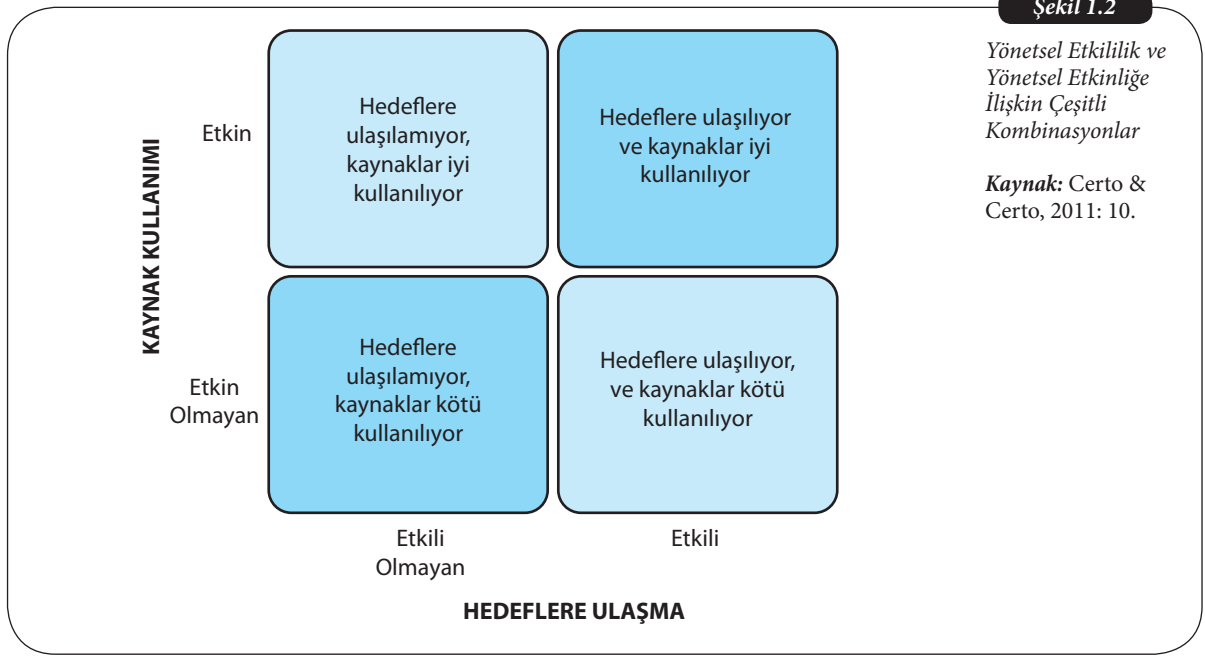 Şekil 1.2
Yönetsel Etkililik ve
Yönetsel Etkinliğe
İlişkin Çeşitli
Kombinasyonlar
Kaynak: Certo &
Certo, 2011: 10.
KAYNAK KULLANIMI
Etkin
Hedeflere
ulaşılamıyor,
kaynaklar iyi
kullanılıyor
Hedeflere ulaşılıyor
ve kaynaklar iyi
kullanılıyor
Etkin
Olmayan
Hedeflere
ulaşılamıyor,
kaynaklar kötü
kullanılıyor
Hedeflere ulaşılıyor,
ve kaynaklar kötü
kullanılıyor
Etkili
Olmayan
Etkili
HEDEFLERE ULAŞMA